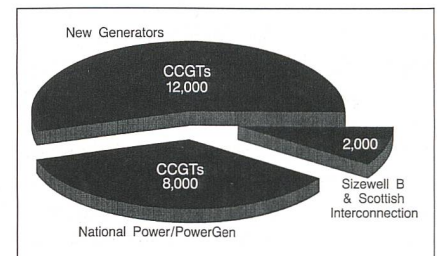 New Generators
CCGTs
12,000
2,000
CCGTs
8,000
Sizewell B
& Scottish
Interconnection
National Power/PowerGen